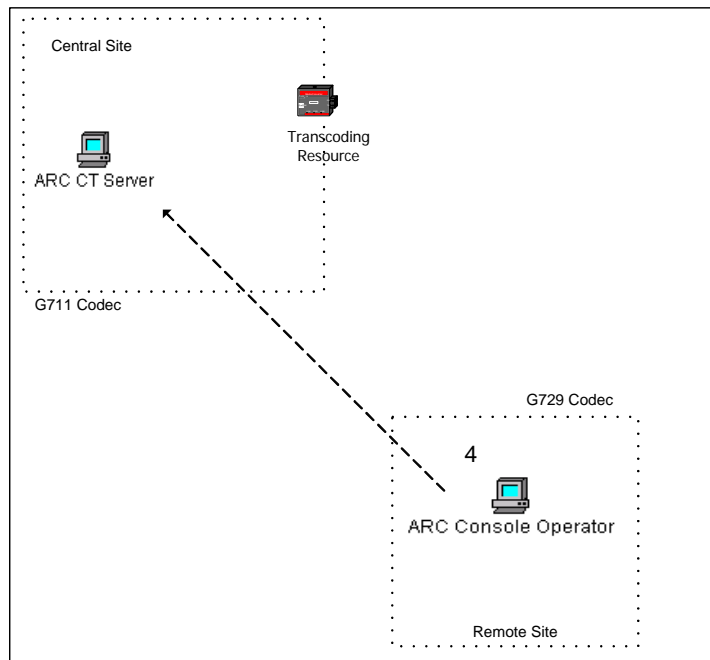 Central Site
Transcoding
Resource
ARC CT Server
G711 Codec
G729 Codec
4
ARC Console Operator
Remote Site